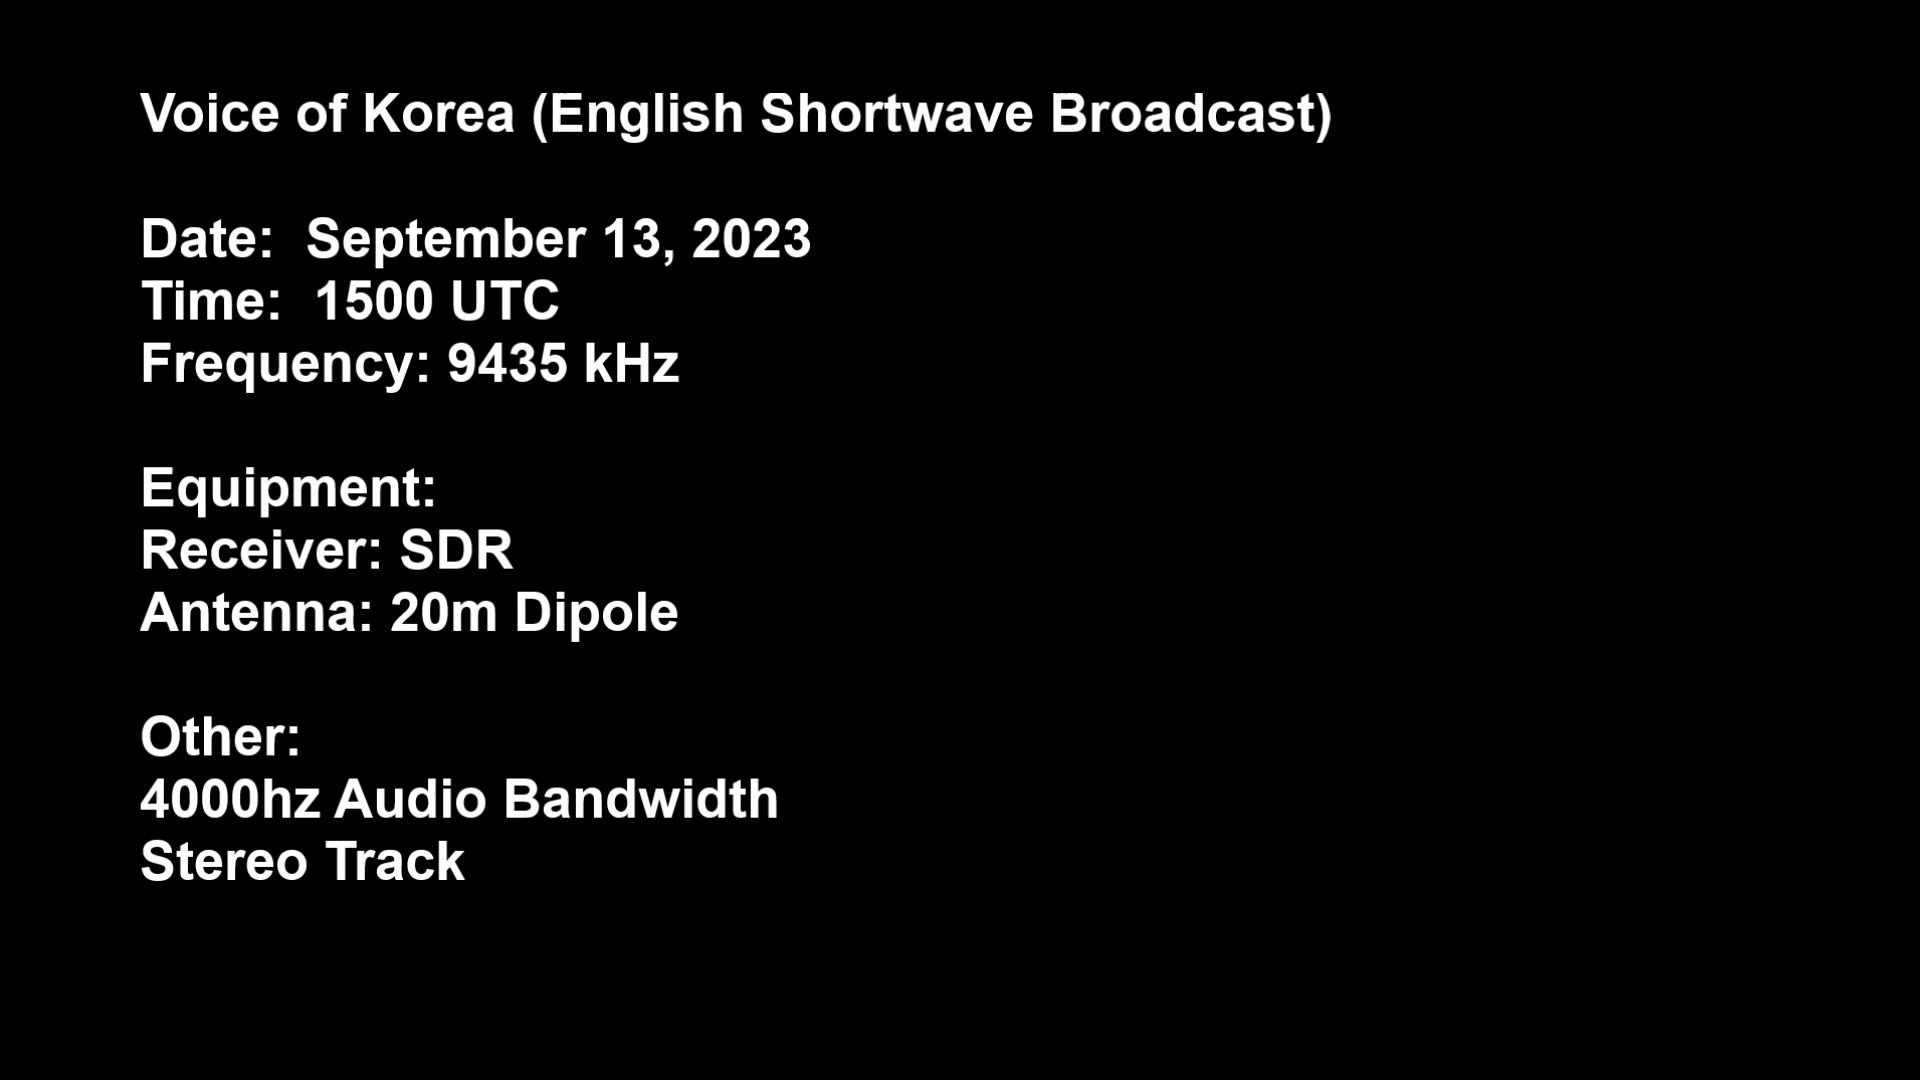 Voice of Korea (English Shortwave Broadcast)
Date:  September 13, 2023
Time:  1500 UTC
Frequency: 9435 kHz
Equipment:
Receiver: SDR
Antenna: 20m Dipole
Other:
4000hz Audio Bandwidth
Stereo Track